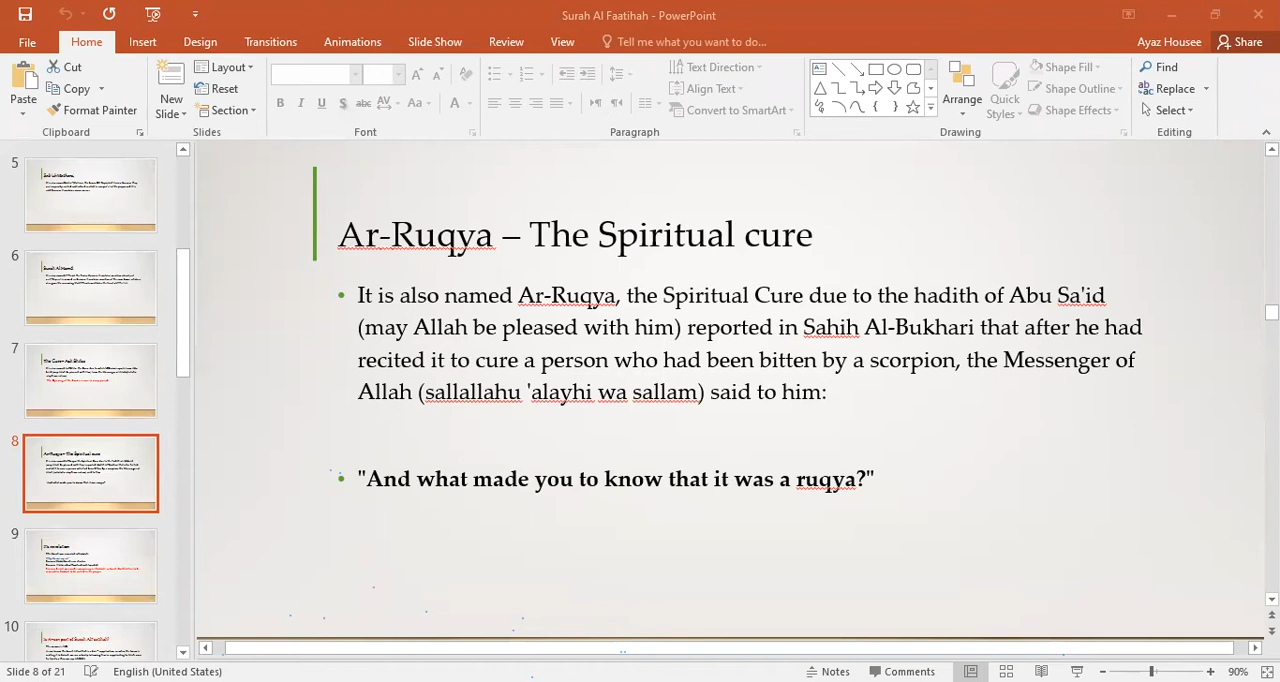 Surah Al Faatihah - PowerPoint
File Home Insert Design Transitions Animations Slide Show Review View Tell me what you want to do... Ayaz Housee Share
Cut
Copy
Format Painter
Paste
Clipboard
New Slide
Layout
Reset
Section
Slides
Font
Text Direction
Align Text
Convert to SmartArt
Paragraph
Arrange
Quick Styles
Shape Fill
Shape Outline
Shape Effects
Drawing
Find
Replace
Select
Editing
5
6
7
8
9
10
Ar-Ruqya – The Spiritual cure
• It is also named Ar-Ruqya, the Spiritual Cure due to the hadith of Abu Sa'id
(may Allah be pleased with him) reported in Sahih Al-Bukhari that after he had
recited it to cure a person who had been bitten by a scorpion, the Messenger of
Allah (sallallahu 'alayhi wa sallam) said to him:
• "And what made you to know that it was a ruqya?"
Slide 8 of 21 English (United States) Notes Comments 90%